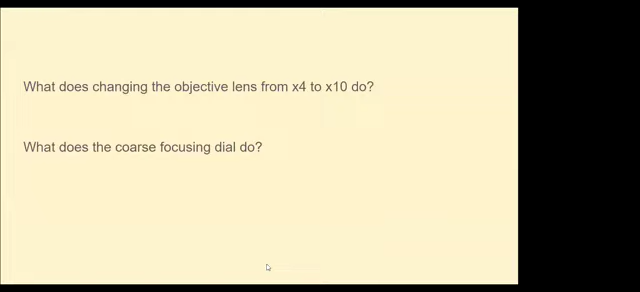 What does changing the objective lens from x4 to x10 do?
What does the coarse focusing dial do?